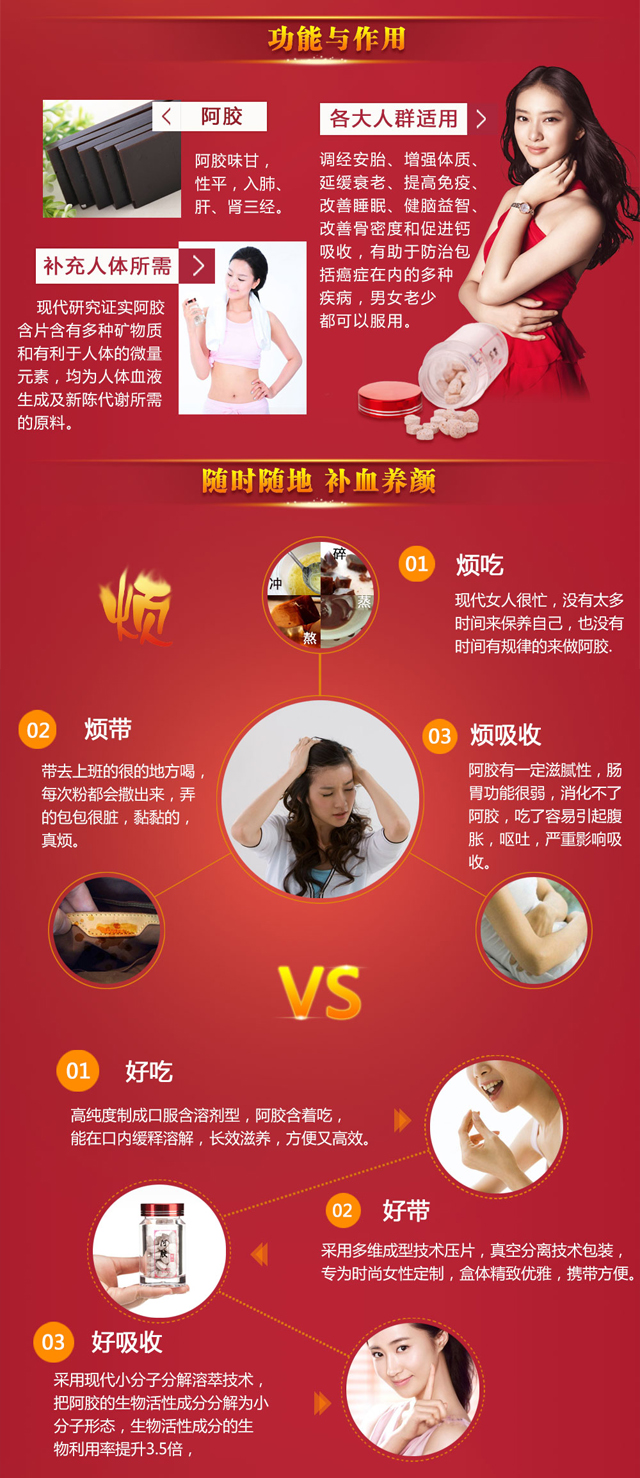 功能与作用
阿胶
阿胶味甘，
性平，入肺、
肝、肾三经。
各大人群适用
调经安胎、增强体质、
延缓衰老、提高免疫、
改善睡眠、健脑益智、
改善骨密度和促进钙
吸收，有助于防治包
括癌症在内的多种
疾病，男女老少
都可以服用。
补充人体所需
现代研究证实阿胶
含片含有多种矿物质
和有利于人体的微量
元素，均为人体血液
生成及新陈代谢所需
的原料。
随时随地 补血养颜
烦
冲
碎
熬
蒸
01 烦吃
现代女人很忙，没有太多
时间来保养自己，也没有
时间有规律的来做阿胶.
02 烦带
带去上班的很的地方喝，
每次粉都会撒出来，弄
的包包很脏，黏黏的，
真烦。
03 烦吸收
阿胶有一定滋腻性，肠
胃功能很弱，消化不了
阿胶，吃了容易引起腹
胀，呕吐，严重影响吸
收。
VS
01 好吃
高纯度制成口服含溶剂型，阿胶含着吃，
能在口内缓释溶解，长效滋养，方便又高效。
02 好带
采用多维成型技术压片，真空分离技术包装，
专为时尚女性定制，盒体精致优雅，携带方便。
阿胶
03 好吸收
采用现代小分子分解溶萃技术，
把阿胶的生物活性成分分解为小
分子形态，生物活性成分的生
物利用率提升3.5倍，